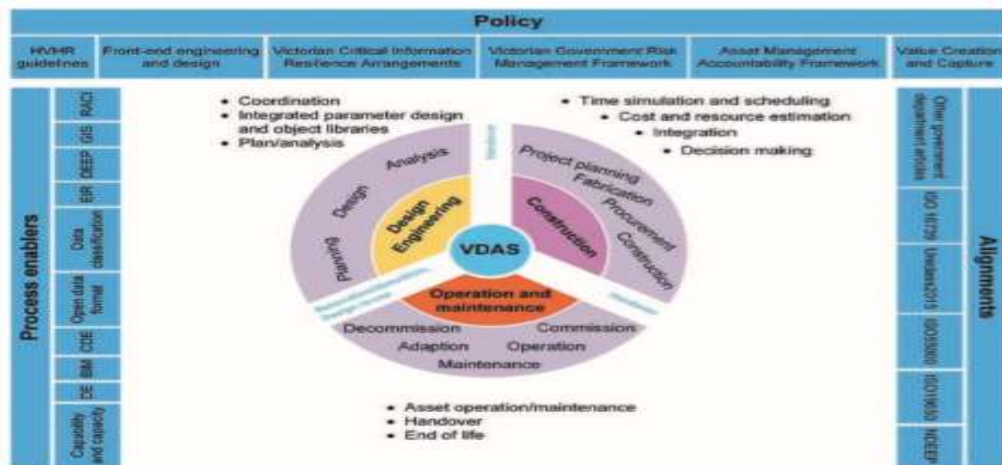 Policy
HVHR
guidelines
Front-end engineering
and design
Victorian Critical Information
Resilience Arrangements
Victorian Government Risk
Management Framework
Asset Management
Accountability Framework
Value Creation
and Capture
Process enablers
RACI
GIS
DEEP
EIR
Data
classification
Open data
format
CDE
BIM
DE
Capability
and capacity
• Coordination
• Integrated parameter design
and object libraries
• Plan/analysis
• Time simulation and scheduling
• Cost and resource estimation
• Integration
• Decision making
Planning
Design
Analysis
Design
Engineering
Project planning
Fabrication
Procurement
Construction
Construction
VDAS
Operation and
maintenance
Decommission
Commission
Adaption
Operation
Maintenance
• Asset operation/maintenance
• Handover
• End of life
Other government
department articles
ISO 16739
Uniclass2015
ISO55000
ISO19650
NDEEP
Alignments